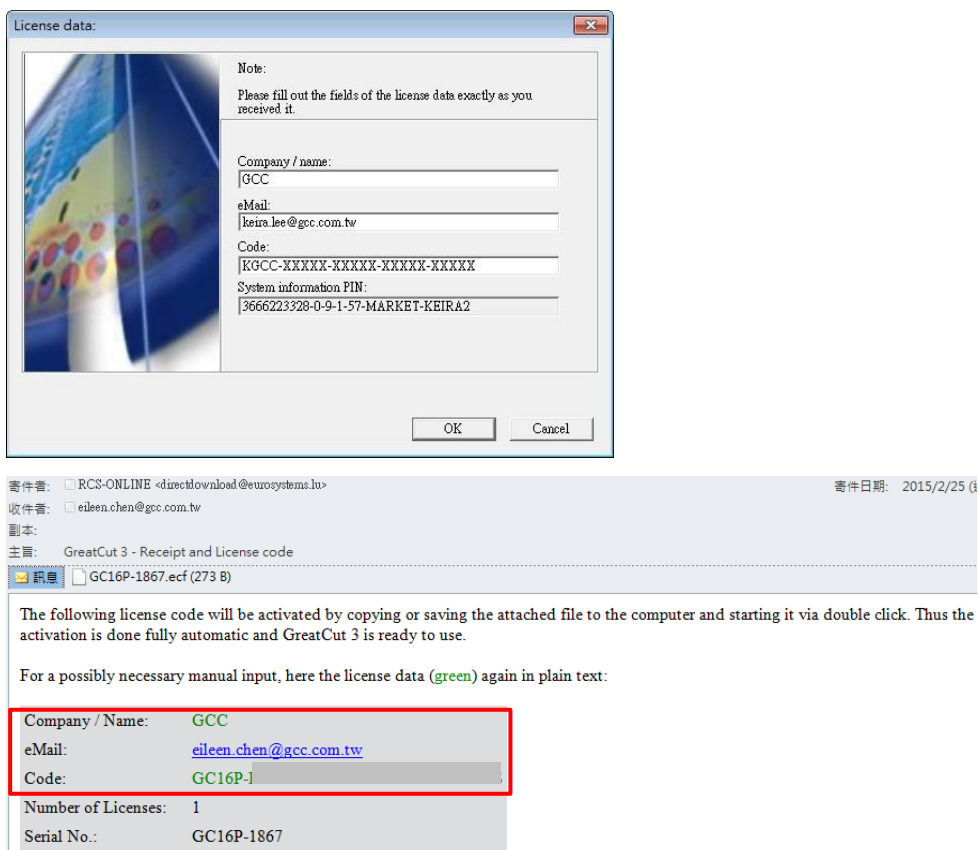 License data:
Note:
Please fill out the fields of the license data exactly as you
received it.
Company / name:
GCC
eMail:
keira.lee@gcc.com.tw
Code:
KGCC-XXXXX-XXXXX-XXXXX-XXXXX
System information PIN:
3666223328-0-9-1-57-MARKET-KEIRA2
OK Cancel
寄件者: RCS-ONLINE <directdownload@eurosystems.lu> 寄件日期: 2015/2/25
收件者: eileen.chen@gcc.com.tw
副本:
主旨: GreatCut 3 - Receipt and License code
訊息 GC16P-1867.ecf (273 B)
The following license code will be activated by copying or saving the attached file to the computer and starting it via double click. Thus the
activation is done fully automatic and GreatCut 3 is ready to use.
For a possibly necessary manual input, here the license data (green) again in plain text:
Company / Name: GCC
eMail: eileen.chen@gcc.com.tw
Code: GC16P-
Number of Licenses: 1
Serial No.: GC16P-1867